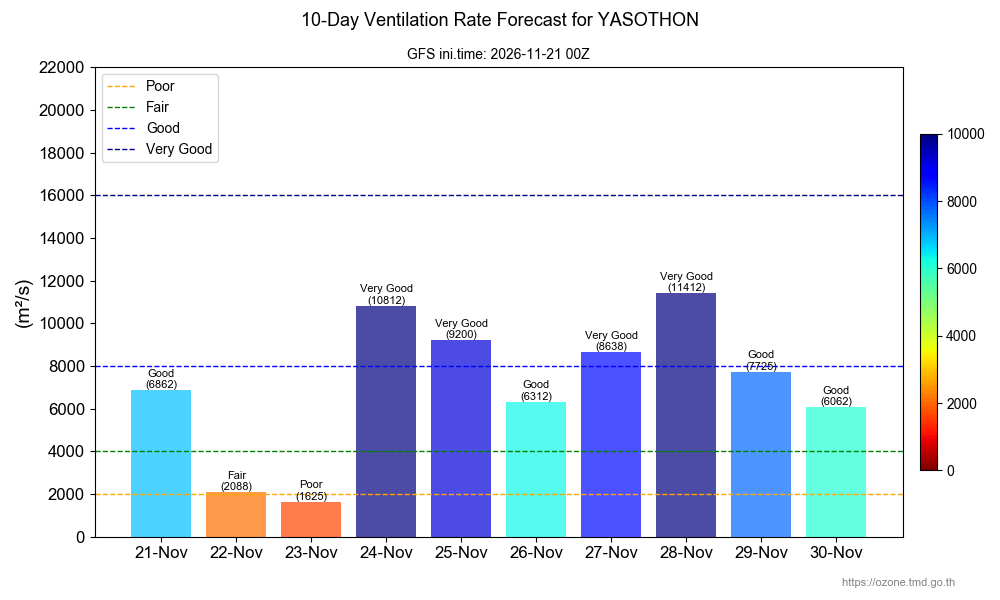 10-Day Ventilation Rate Forecast for YASOTHON
GFS ini.time: 2026-11-21 00Z
(m²/s)
22000
20000
18000
16000
14000
12000
10000
8000
6000
4000
2000
0
Poor
Fair
Good
Very Good
Good
(6862)
Fair
(2088)
Poor
(1625)
Very Good
(10812)
Very Good
(9200)
Good
(6312)
Very Good
(8638)
Very Good
(11412)
Good
(7725)
Good
(6062)
21-Nov 22-Nov 23-Nov 24-Nov 25-Nov 26-Nov 27-Nov 28-Nov 29-Nov 30-Nov
10000
8000
6000
4000
2000
0
https://ozone.tmd.go.th